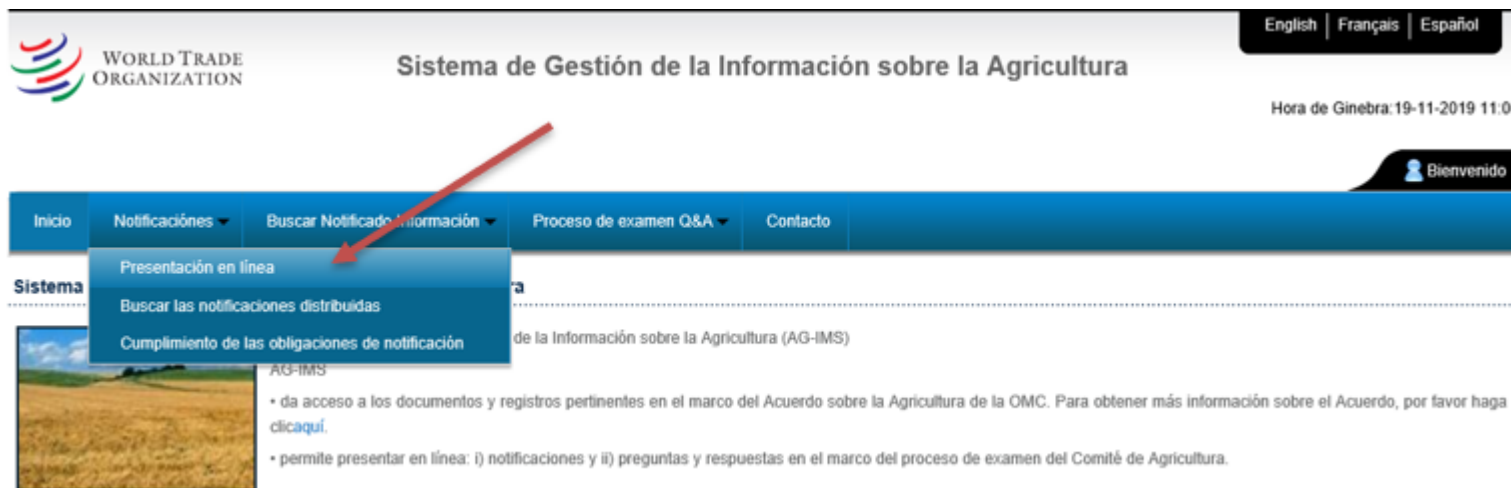 English | Français | Español
WORLD TRADE
ORGANIZATION
Sistema de Gestión de la Información sobre la Agricultura
Hora de Ginebra:19-11-2019 11:0
Bienvenido
Inicio Notificaciónes Buscar Notificado Información Proceso de examen Q&A Contacto
Presentación en línea
Sistema a
Buscar las notificaciones distribuidas
Cumplimiento de las obligaciones de notificación de la Información sobre la Agricultura (AG-IMS)
AG-IMS
• da acceso a los documentos y registros pertinentes en el marco del Acuerdo sobre la Agricultura de la OMC. Para obtener más información sobre el Acuerdo, por favor haga
clicaquí.
• permite presentar en línea: i) notificaciones y ii) preguntas y respuestas en el marco del proceso de examen del Comité de Agricultura.